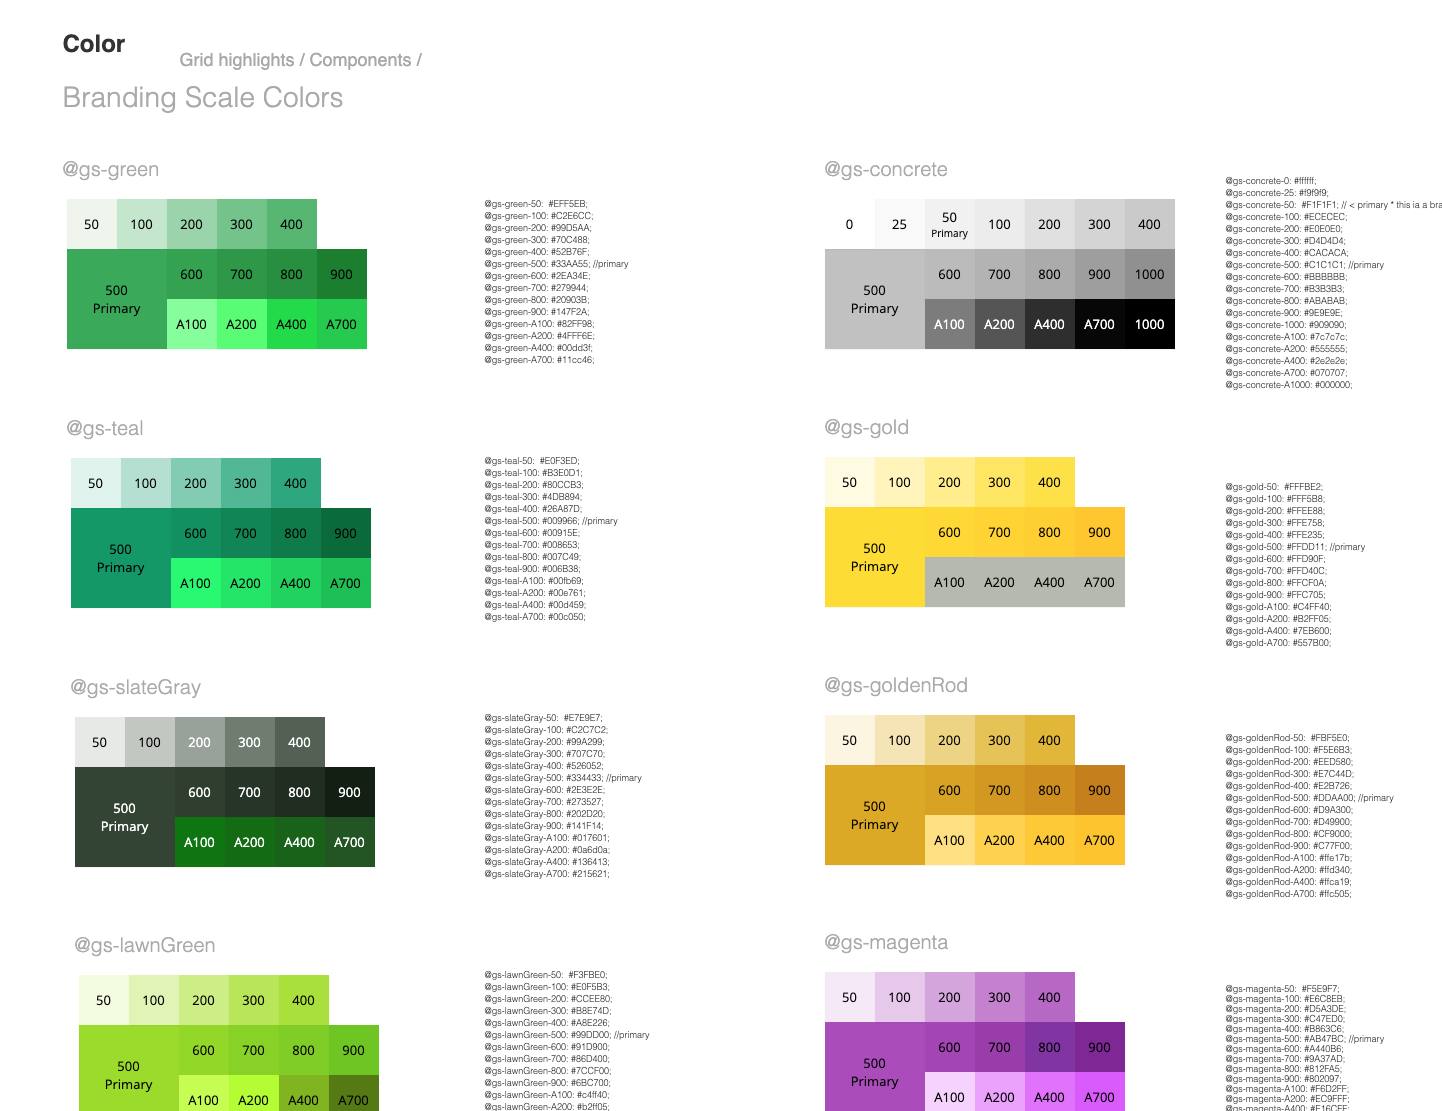 Color
Grid highlights / Components /
Branding Scale Colors
@gs-green
50 100 200 300 400
600 700 800 900
500
Primary
A100 A200 A400 A700
@gs-green-50: #EFF5EB;
@gs-green-100: #C2E6CC;
@gs-green-200: #99D5AA;
@gs-green-300: #70C488;
@gs-green-400: #52B76F;
@gs-green-500: #33AA55; //primary
@gs-green-600: #2EA34E;
@gs-green-700: #279944;
@gs-green-800: #20903B;
@gs-green-900: #147F2A;
@gs-green-A100: #82FF98;
@gs-green-A200: #4FFF6E;
@gs-green-A400: #00dd3f;
@gs-green-A700: #11cc46;
@gs-concrete
0 25 50 100 200 300 400
Primary
600 700 800 900 1000
500
Primary
A100 A200 A400 A700 1000
@gs-concrete-0: #ffffff;
@gs-concrete-25: #f9f9f9;
@gs-concrete-50: #F1F1F1; // < primary * this ia a bra
@gs-concrete-100: #ECECEC;
@gs-concrete-200: #E0E0E0;
@gs-concrete-300: #D4D4D4;
@gs-concrete-400: #CACACA;
@gs-concrete-500: #C1C1C1; //primary
@gs-concrete-600: #BBBBBB;
@gs-concrete-700: #B3B3B3;
@gs-concrete-800: #ABABAB;
@gs-concrete-900: #9E9E9E;
@gs-concrete-1000: #909090;
@gs-concrete-A100: #7c7c7c;
@gs-concrete-A200: #555555;
@gs-concrete-A400: #2e2e2e;
@gs-concrete-A700: #070707;
@gs-concrete-A1000: #000000;
@gs-teal
50 100 200 300 400
600 700 800 900
500
Primary
A100 A200 A400 A700
@gs-teal-50: #E0F3ED;
@gs-teal-100: #B3E0D1;
@gs-teal-200: #80CCB3;
@gs-teal-300: #4DB894;
@gs-teal-400: #26A87D;
@gs-teal-500: #009966; //primary
@gs-teal-600: #00915E;
@gs-teal-700: #008653;
@gs-teal-800: #007C49;
@gs-teal-900: #006B38;
@gs-teal-A100: #00fb69;
@gs-teal-A200: #00e761;
@gs-teal-A400: #00d459;
@gs-teal-A700: #00c050;
@gs-gold
50 100 200 300 400
600 700 800 900
500
Primary
A100 A200 A400 A700
@gs-gold-50: #FFFBE2;
@gs-gold-100: #FFF5B8;
@gs-gold-200: #FFEE88;
@gs-gold-300: #FFE758;
@gs-gold-400: #FFE235;
@gs-gold-500: #FFDD11; //primary
@gs-gold-600: #FFD90F;
@gs-gold-700: #FFD40C;
@gs-gold-800: #FFCF0A;
@gs-gold-900: #FFC705;
@gs-gold-A100: #C4FF40;
@gs-gold-A200: #B2FF05;
@gs-gold-A400: #7EB600;
@gs-gold-A700: #557B00;
@gs-slateGray
50 100 200 300 400
600 700 800 900
500
Primary
A100 A200 A400 A700
@gs-slateGray-50: #E7E9E7;
@gs-slateGray-100: #C2C7C2;
@gs-slateGray-200: #99A299;
@gs-slateGray-300: #707C70;
@gs-slateGray-400: #526052;
@gs-slateGray-500: #334433; //primary
@gs-slateGray-600: #2E3E2E;
@gs-slateGray-700: #273527;
@gs-slateGray-800: #202D20;
@gs-slateGray-900: #141F14;
@gs-slateGray-A100: #017601;
@gs-slateGray-A200: #0a6d0a;
@gs-slateGray-A400: #136413;
@gs-slateGray-A700: #215621;
@gs-goldenRod
50 100 200 300 400
600 700 800 900
500
Primary
A100 A200 A400 A700
@gs-goldenRod-50: #FBF5E0;
@gs-goldenRod-100: #F5E6B3;
@gs-goldenRod-200: #EED580;
@gs-goldenRod-300: #E7C44D;
@gs-goldenRod-400: #E2B726;
@gs-goldenRod-500: #DDAA00; //primary
@gs-goldenRod-600: #D9A300;
@gs-goldenRod-700: #D49900;
@gs-goldenRod-800: #CF9000;
@gs-goldenRod-900: #C77F00;
@gs-goldenRod-A100: #ffe17b;
@gs-goldenRod-A200: #ffd340;
@gs-goldenRod-A400: #ffca19;
@gs-goldenRod-A700: #ffc505;
@gs-lawnGreen
50 100 200 300 400
600 700 800 900
500
Primary
A100 A200 A400 A700
@gs-lawnGreen-50: #F3FBE0;
@gs-lawnGreen-100: #E0F5B3;
@gs-lawnGreen-200: #CCEE80;
@gs-lawnGreen-300: #B8E74D;
@gs-lawnGreen-400: #A8E226;
@gs-lawnGreen-500: #99DD00; //primary
@gs-lawnGreen-600: #91D900;
@gs-lawnGreen-700: #86D400;
@gs-lawnGreen-800: #7CCF00;
@gs-lawnGreen-900: #6BC700;
@gs-lawnGreen-A100: #c4ff40;
@gs-lawnGreen-A200: #b2ff05;
@gs-magenta
50 100 200 300 400
600 700 800 900
500
Primary
A100 A200 A400 A700
@gs-magenta-50: #F5E9F7;
@gs-magenta-100: #E6C8EB;
@gs-magenta-200: #D5A3DE;
@gs-magenta-300: #C47ED0;
@gs-magenta-400: #B863C6;
@gs-magenta-500: #AB47BC; //primary
@gs-magenta-600: #A440B6;
@gs-magenta-700: #9A37AD;
@gs-magenta-800: #812FA5;
@gs-magenta-900: #802097;
@gs-magenta-A100: #F6D2FF;
@gs-magenta-A200: #EC9FFF;
@gs-magenta-A400: